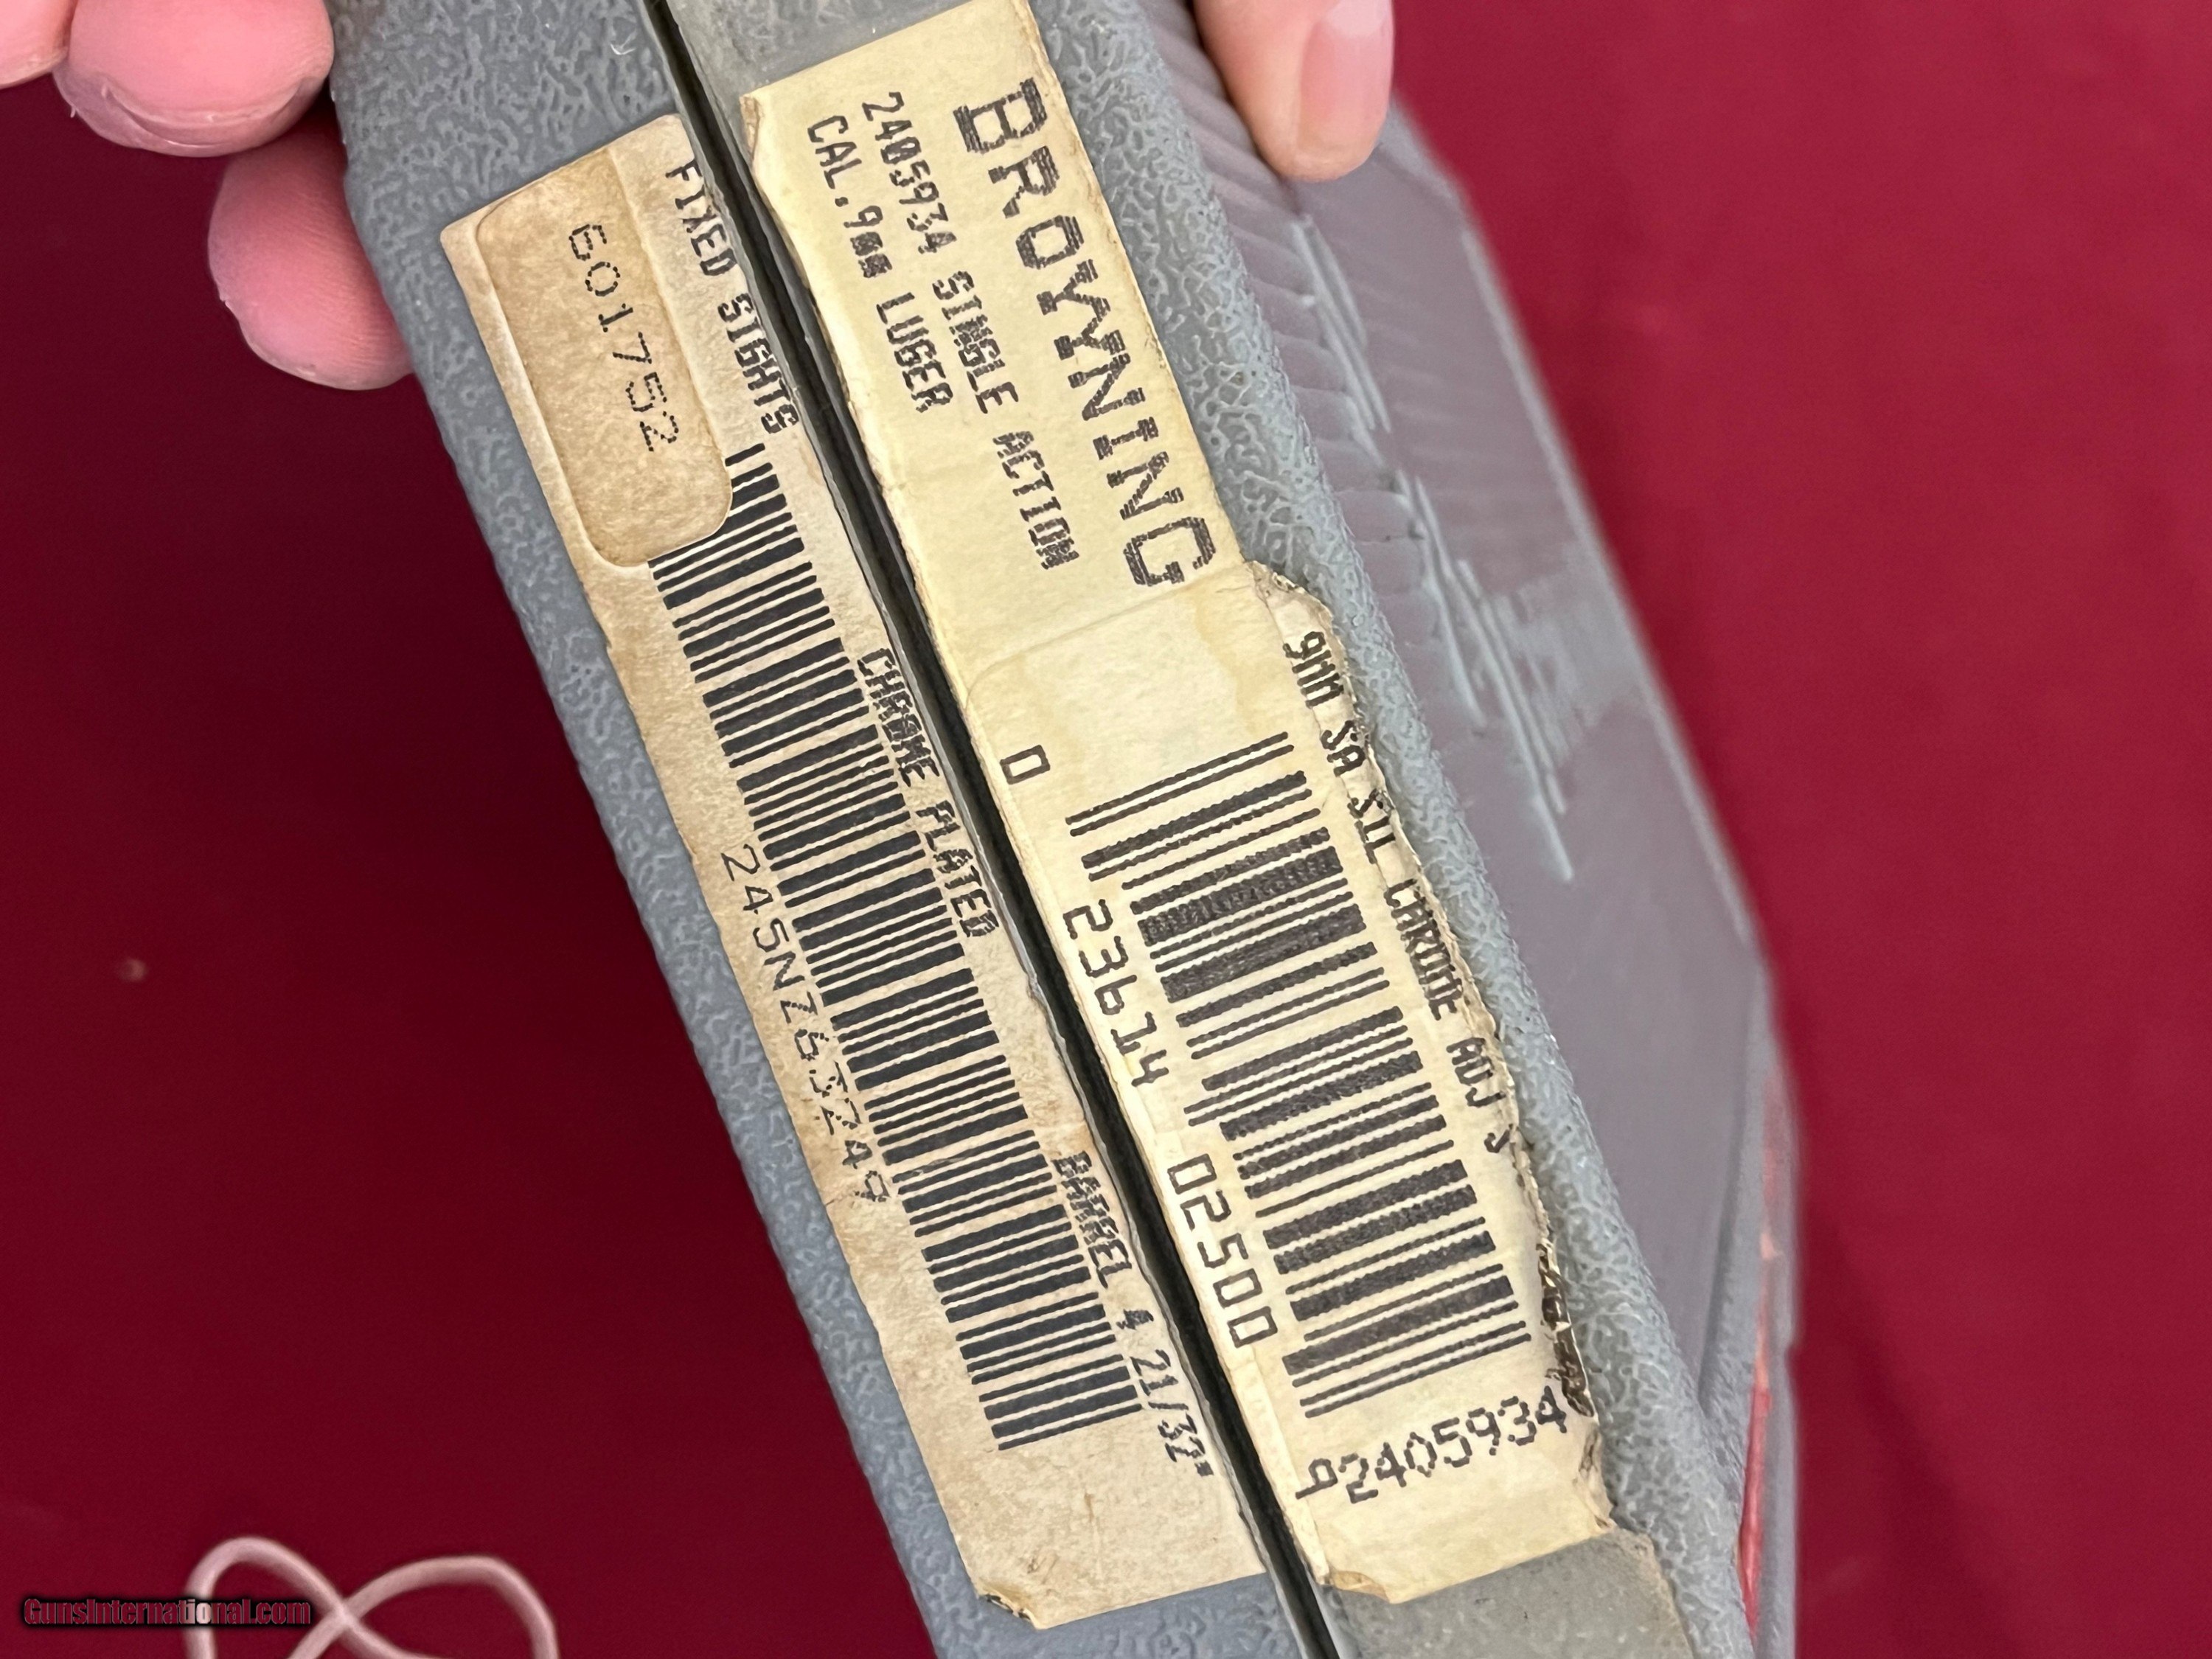 BROWNING
2405934 SINGLE ACTION
CAL.9mm LUGER
9MM SA SIL CHROME ADJ S
0 23614 02500
P2405934
FIXED SIGHTS CHROME PLATED BARREL 4 21/32"
601752
245NZ63249
GunsInternational.com